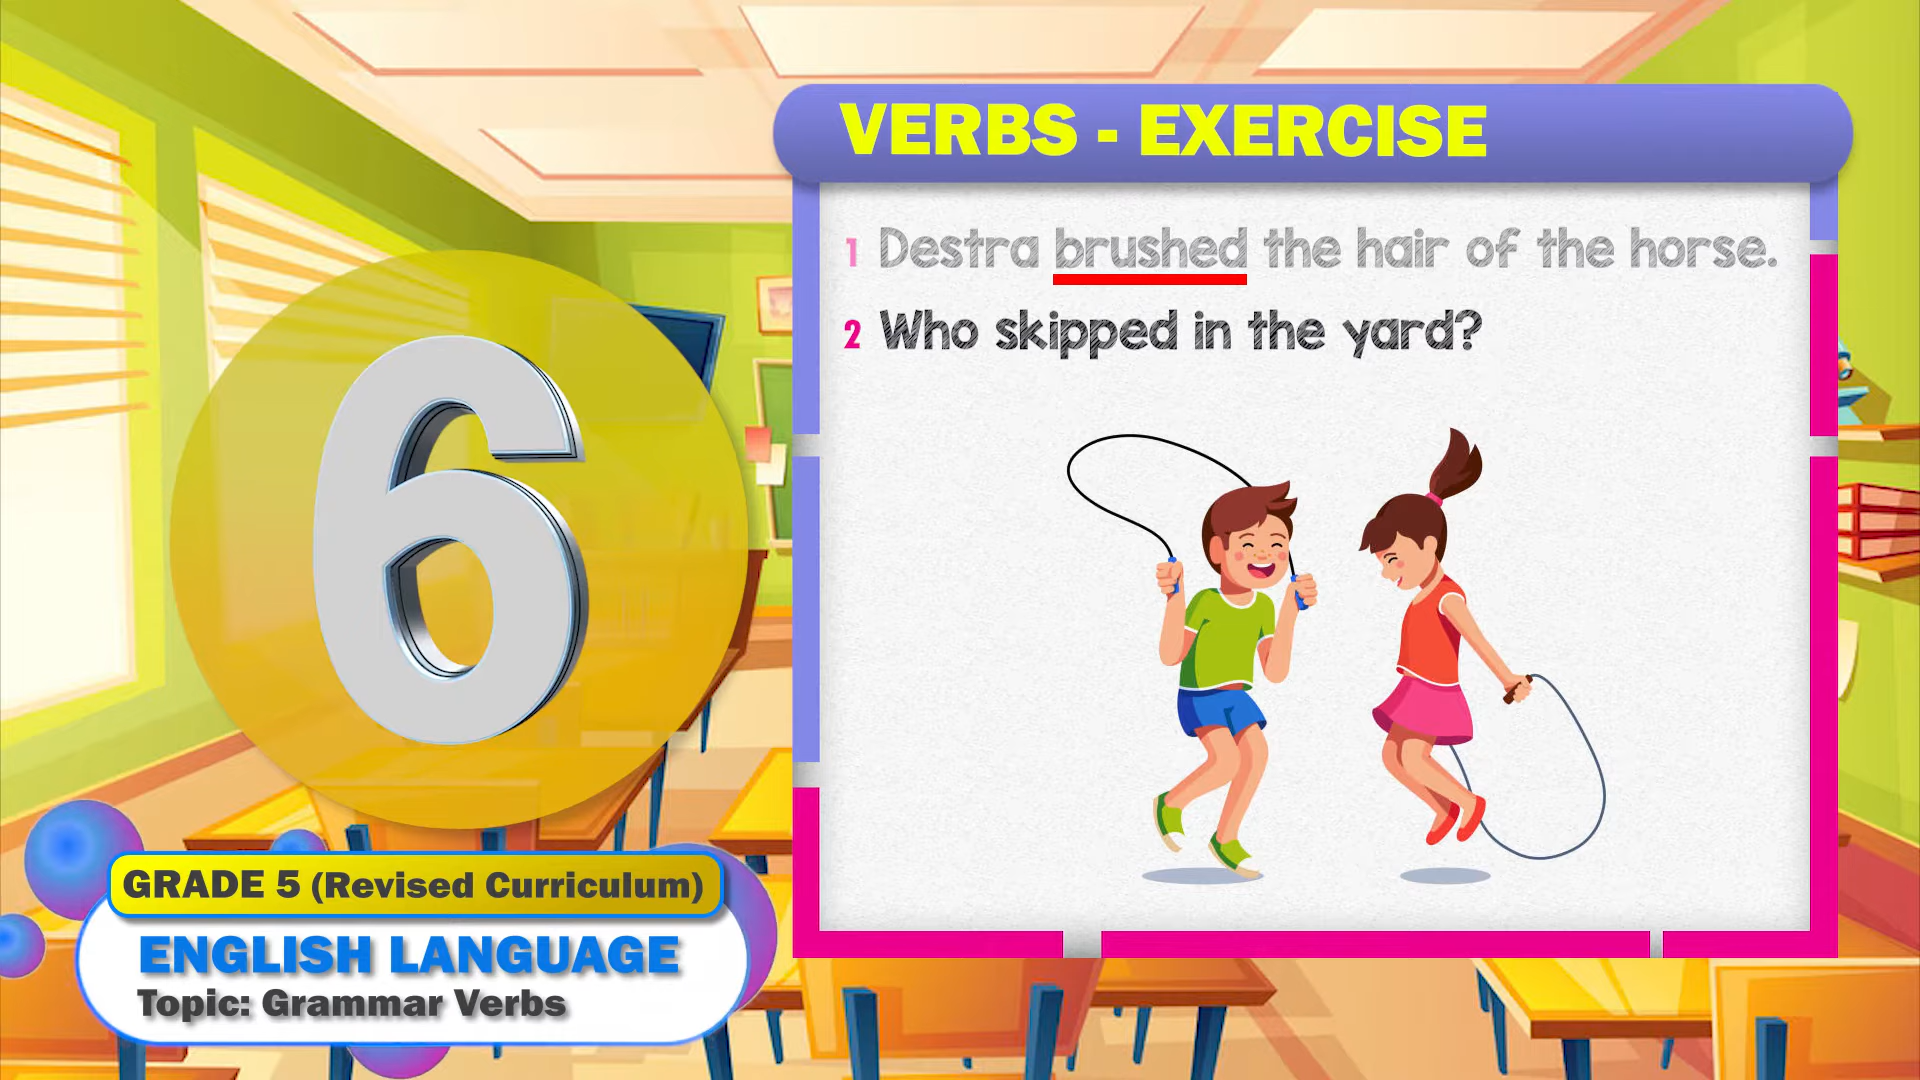 VERBS - EXERCISE
1 Destra brushed the hair of the horse.
2 Who skipped in the yard?
6
GRADE 5 (Revised Curriculum)
ENGLISH LANGUAGE
Topic: Grammar Verbs